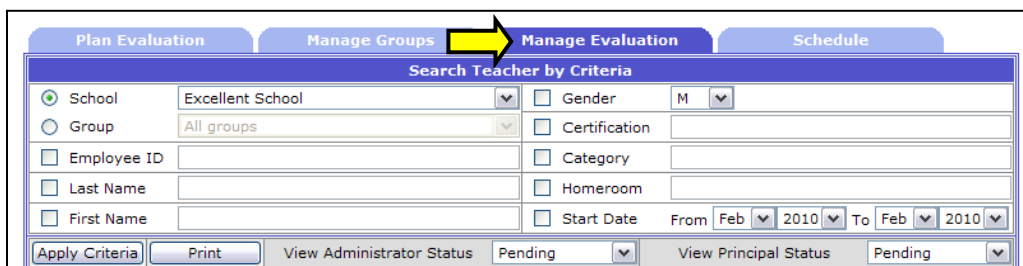 Plan Evaluation Manage Groups Manage Evaluation Schedule
Search Teacher by Criteria
School Excellent School Gender M
Group All groups Certification
Employee ID Category
Last Name Homeroom
First Name Start Date From Feb 2010 To Feb 2010
Apply Criteria Print View Administrator Status Pending View Principal Status Pending